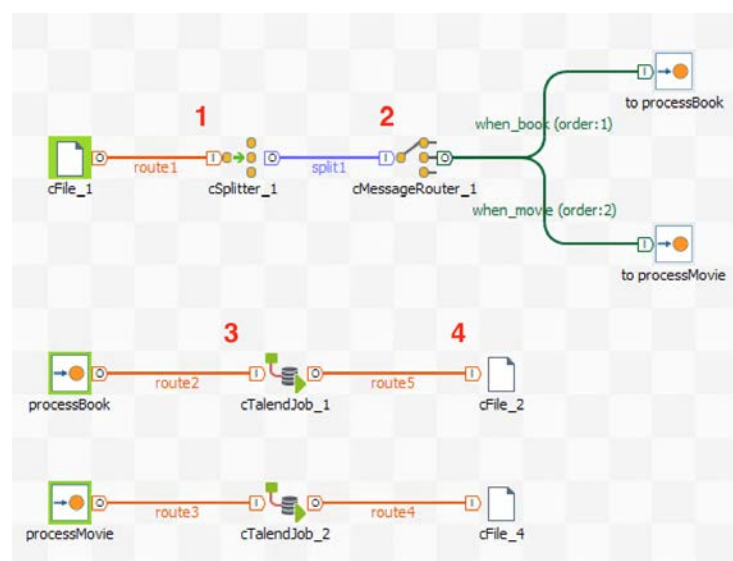 to processBook
1
2
when_book (order:1)
I
O
route1
I
O
split1
I
O
cFile_1
cSplitter_1
cMessageRouter_1
when_movie (order:2)
I
to processMovie
3
4
O
route2
I
O
route5
I
processBook
cTalendJob_1
cFile_2
O
route3
I
O
route4
I
processMovie
cTalendJob_2
cFile_4